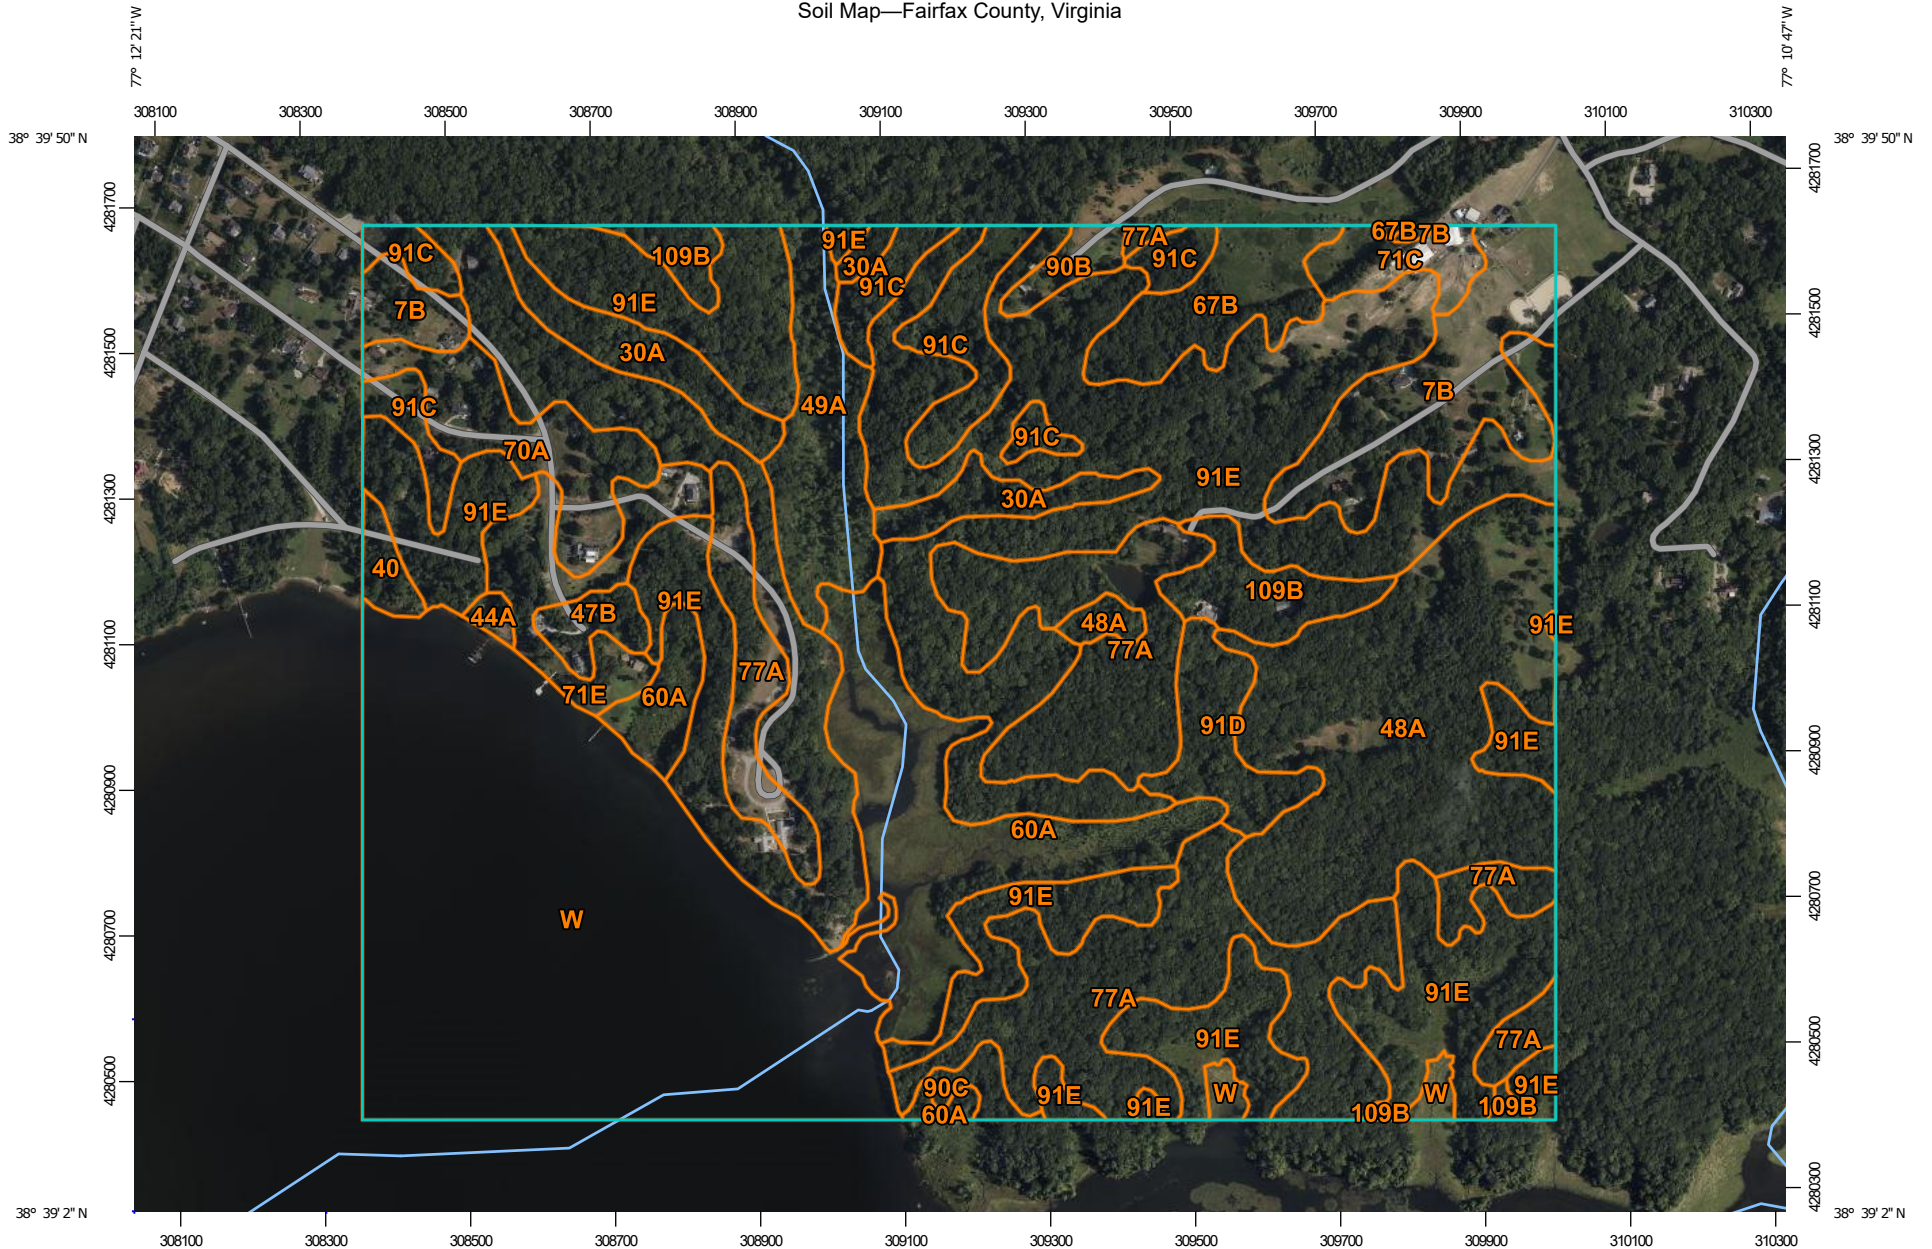 Soil Map—Fairfax County, Virginia
77° 12' 21'' W
77° 10' 47'' W
308100 308300 308500 308700 308900 309100 309300 309500 309700 309900 310100 310300
38° 39' 50'' N
38° 39' 50'' N
4281700
4281500
4281300
4281100
4280900
4280700
4280500
4281700
4281500
4281300
4281100
4280900
4280700
4280500
4280300
91C
109B
91E
30A
91C
77A
91C
90B
67B
7B
71C
7B
91E
67B
30A
91C
49A
91C
7B
91C
70A
91E
91E
30A
40
44A
47B
91E
109B
48A
77A
91E
77A
71E
60A
91D
48A
91E
60A
77A
91E
W
77A
91E
91E
77A
90C
60A
91E
91E
W
109B
W
91E
109B
38° 39' 2'' N
38° 39' 2'' N
308100 308300 308500 308700 308900 309100 309300 309500 309700 309900 310100 310300